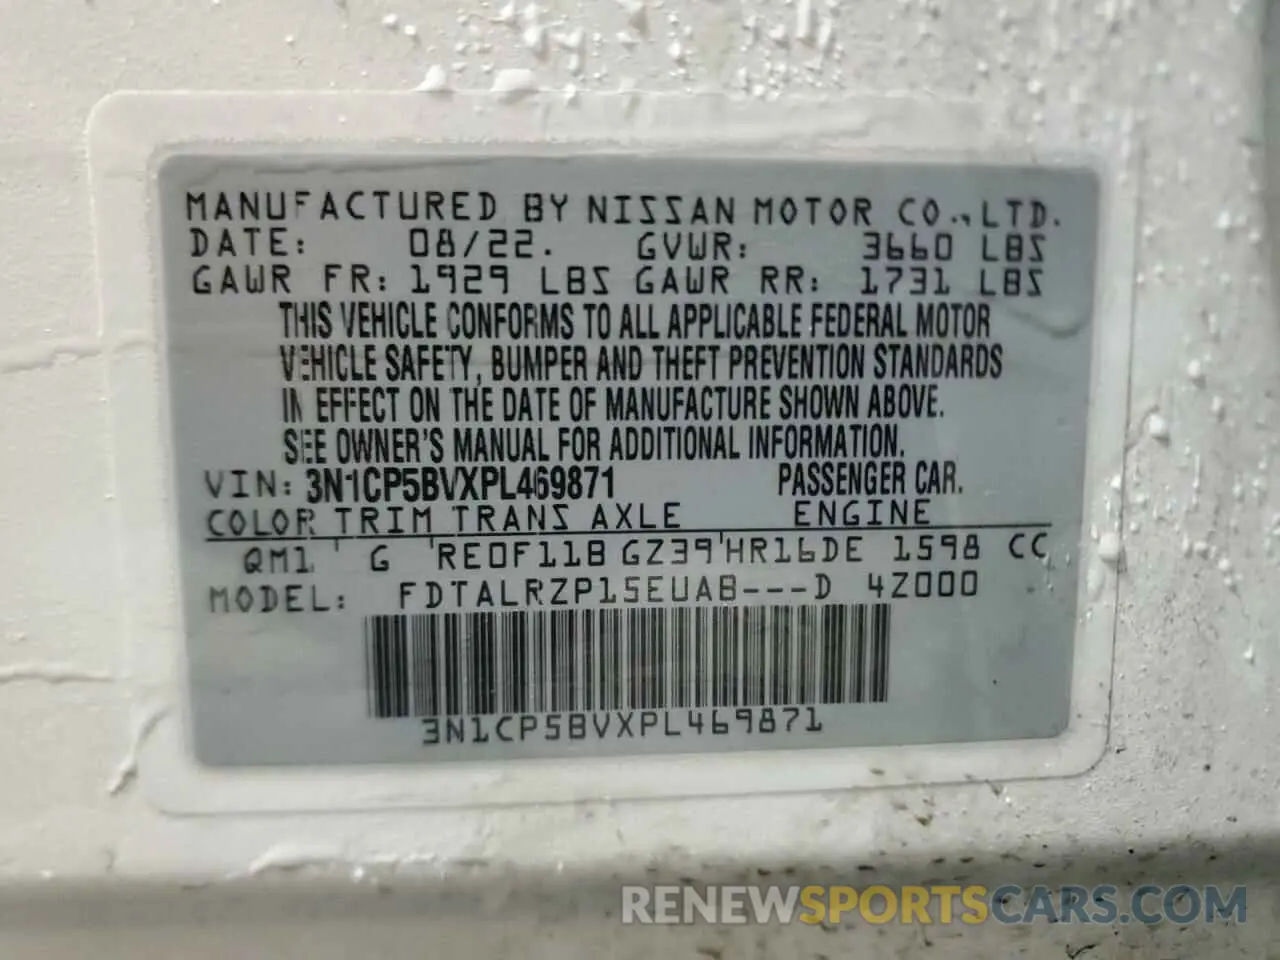 MANUFACTURED BY NISSAN MOTOR CO., LTD.
DATE: 08/22. GVWR: 3660 LBS
GAWR FR: 1929 LBS GAWR RR: 1731 LBS
THIS VEHICLE CONFORMS TO ALL APPLICABLE FEDERAL MOTOR
VEHICLE SAFETY, BUMPER AND THEFT PREVENTION STANDARDS
IN EFFECT ON THE DATE OF MANUFACTURE SHOWN ABOVE.
SEE OWNER'S MANUAL FOR ADDITIONAL INFORMATION.
VIN: 3N1CP5BVXPL469871 PASSENGER CAR.
COLOR TRIM TRANS AXLE ENGINE
QM1 ' G 'RE0F11B GZ39'HR16DE 1598 CC
MODEL: FDTALRZP15EUAB---D 4Z000
3N1CP5BVXPL469871
RENEWSPORTSCARS.COM